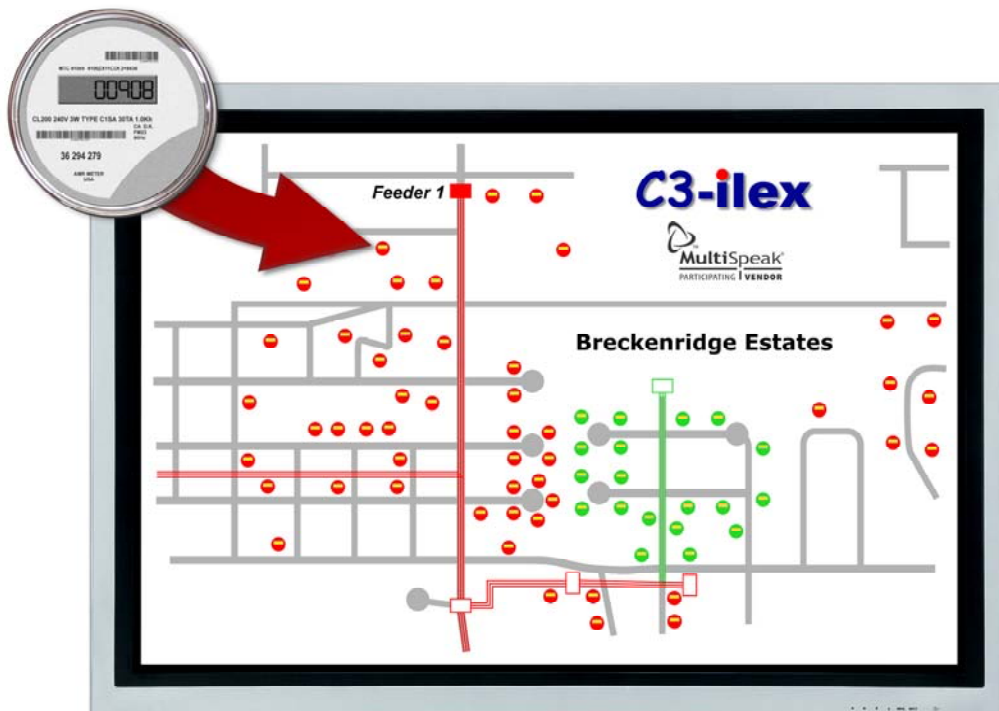 00908
CL200 240V 3W TYPE C1SA 30TA 1.0Kh
36 294 279
AMR METER
USA
Feeder 1
C3-ilex
MultiSpeak
PARTICIPATING VENDOR
Breckenridge Estates